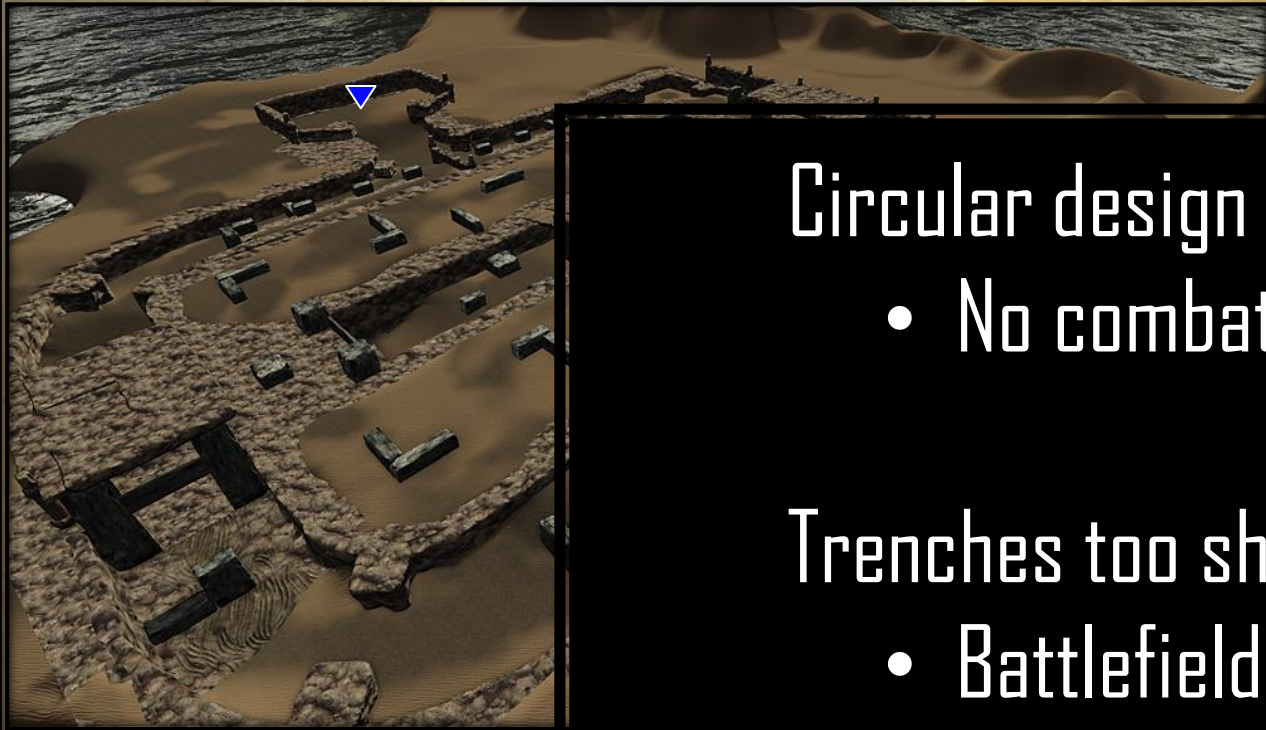 Circular design
• No combat
Trenches too sh
• Battlefield